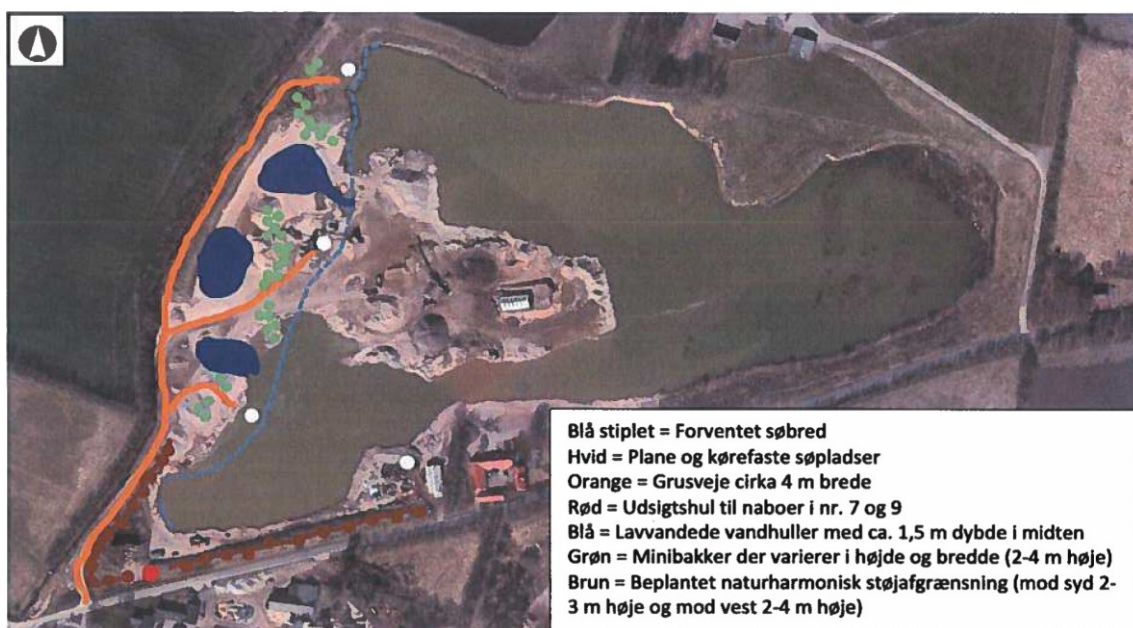 Blå stiplet = Forventet søbred
Hvid = Plane og kørefaste søpladser
Orange = Grusveje cirka 4 m brede
Rød = Udsigtshul til naboer i nr. 7 og 9
Blå = Lavvandede vandhuller med ca. 1,5 m dybde i midten
Grøn = Minibakker der varierer i højde og bredde (2-4 m høje)
Brun = Beplantet naturharmonisk støjafgrænsning (mod syd 2-
3 m høje og mod vest 2-4 m høje)